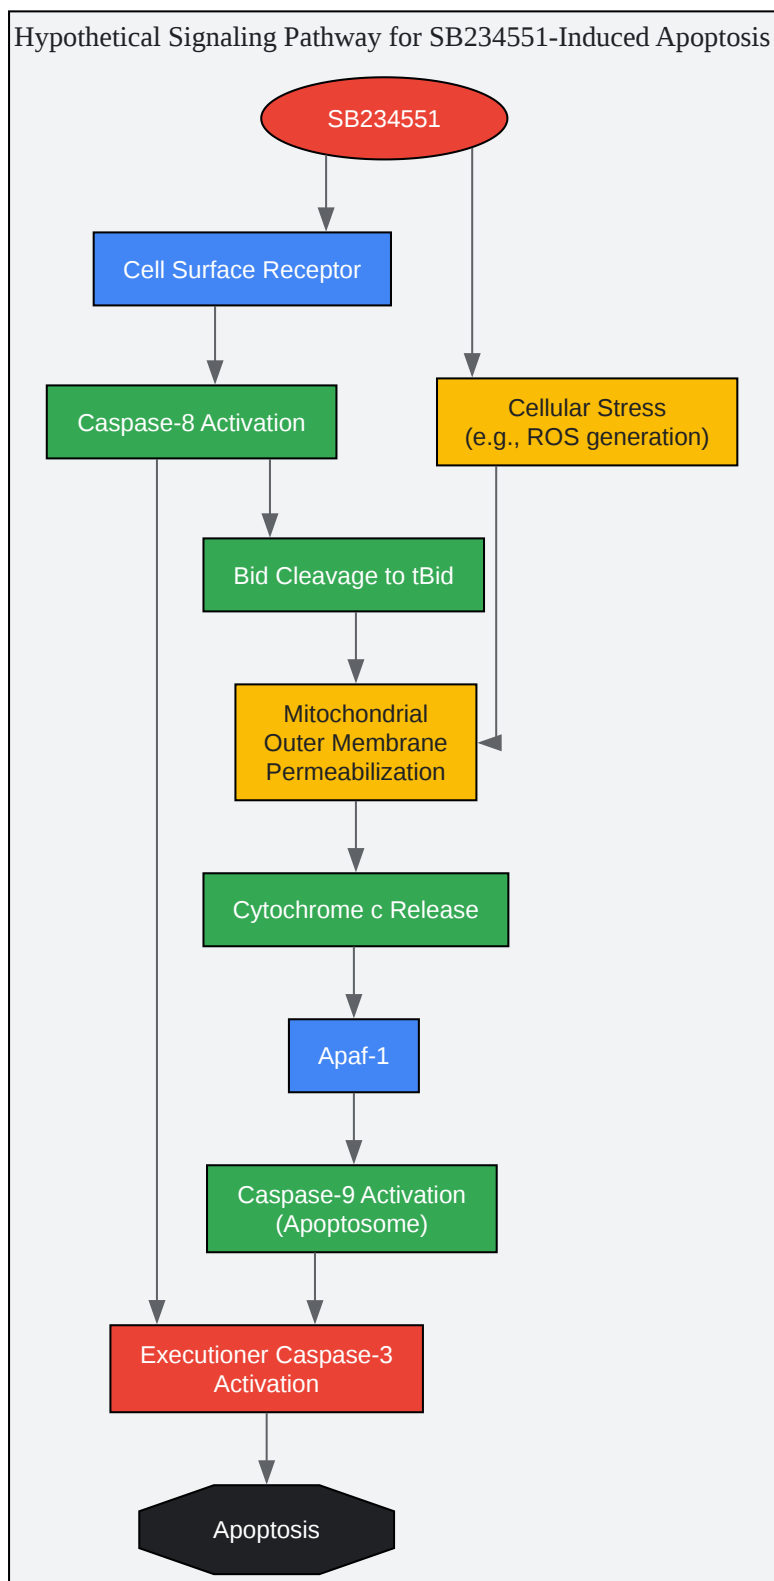 Hypothetical Signaling Pathway for SB234551-Induced Apoptosis
SB234551
Cell Surface Receptor
Caspase-8 Activation
Cellular Stress
(e.g., ROS generation)
Bid Cleavage to tBid
Mitochondrial
Outer Membrane
Permeabilization
Cytochrome c Release
Apaf-1
Caspase-9 Activation
(Apoptosome)
Executioner Caspase-3
Activation
Apoptosis